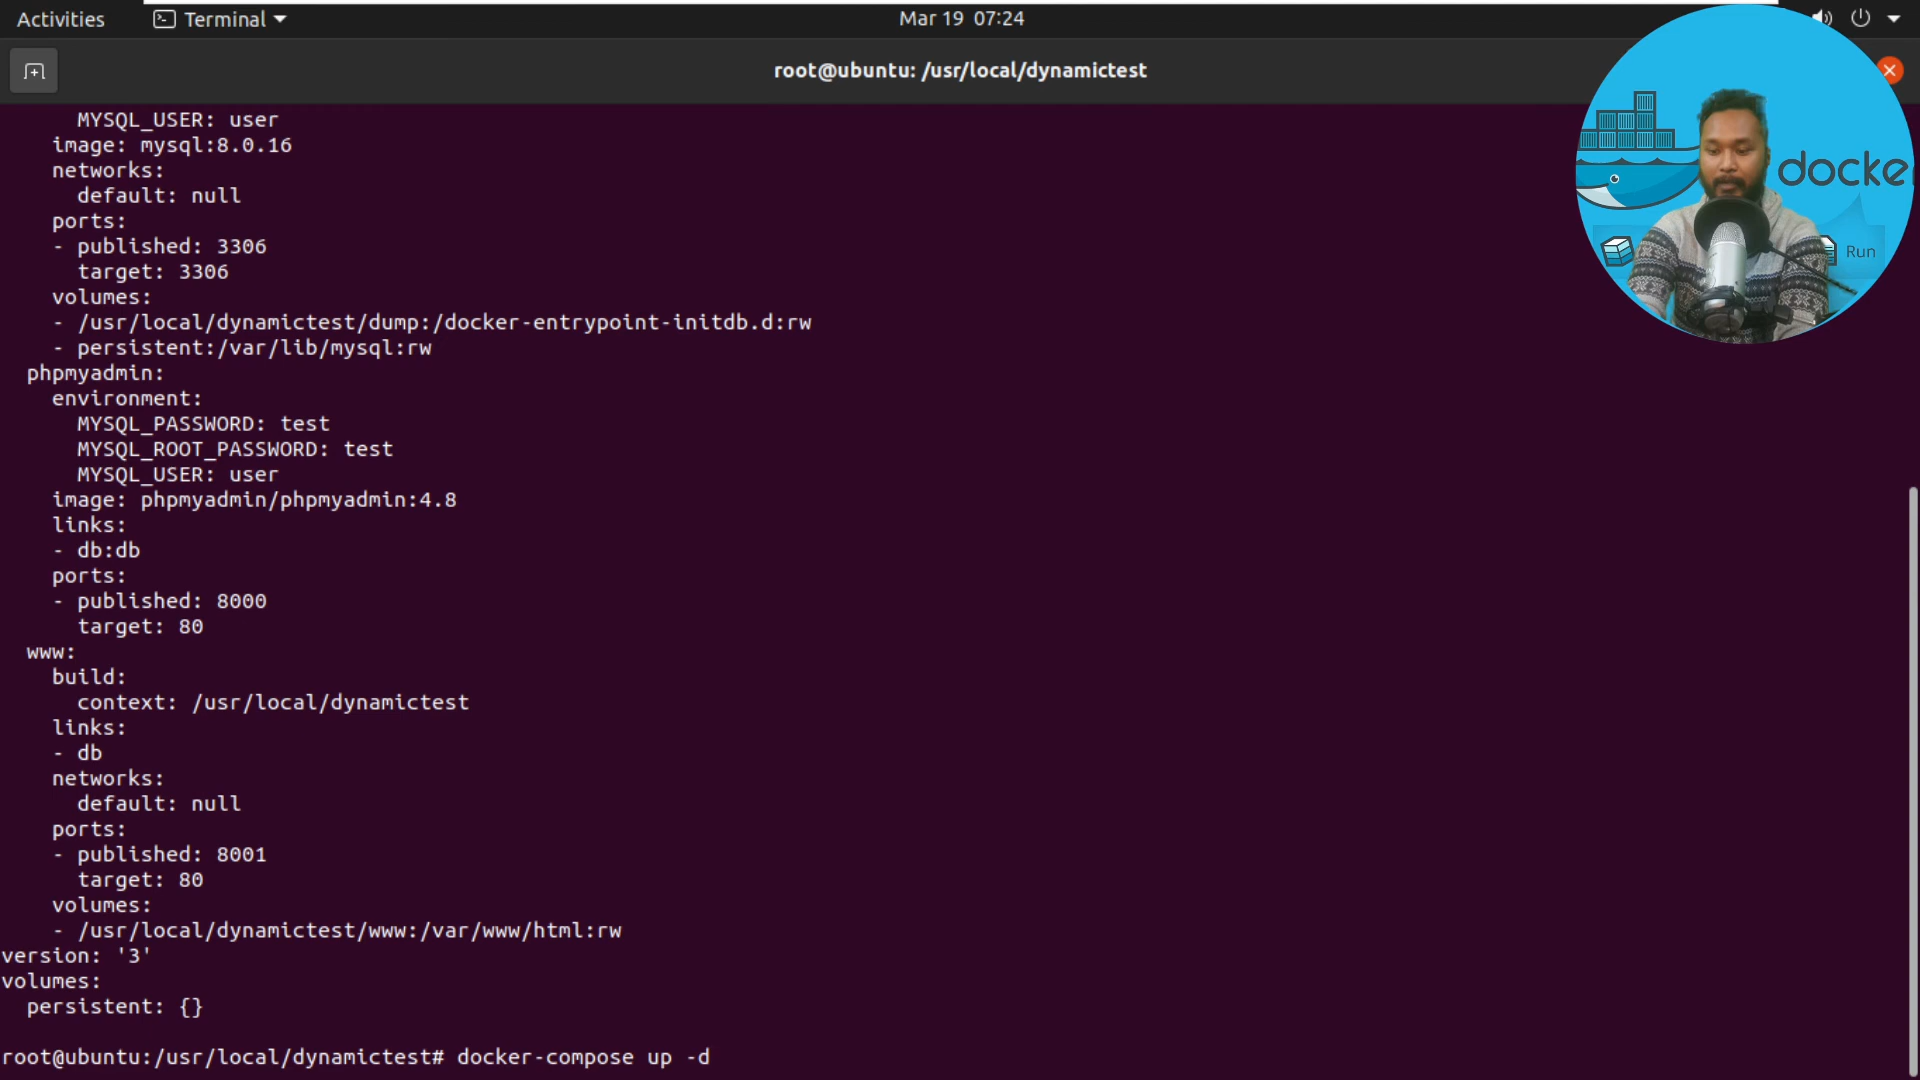 Activities
Terminal
Mar 19 07:24
root@ubuntu: /usr/local/dynamictest
docke
Run
      MYSQL_USER: user
    image: mysql:8.0.16
    networks:
      default: null
    ports:
    - published: 3306
      target: 3306
    volumes:
    - /usr/local/dynamictest/dump:/docker-entrypoint-initdb.d:rw
    - persistent:/var/lib/mysql:rw
  phpmyadmin:
    environment:
      MYSQL_PASSWORD: test
      MYSQL_ROOT_PASSWORD: test
      MYSQL_USER: user
    image: phpmyadmin/phpmyadmin:4.8
    links:
    - db:db
    ports:
    - published: 8000
      target: 80
  www:
    build:
      context: /usr/local/dynamictest
    links:
    - db
    networks:
      default: null
    ports:
    - published: 8001
      target: 80
    volumes:
    - /usr/local/dynamictest/www:/var/www/html:rw
version: '3'
volumes:
  persistent: {}
root@ubuntu:/usr/local/dynamictest# docker-compose up -d